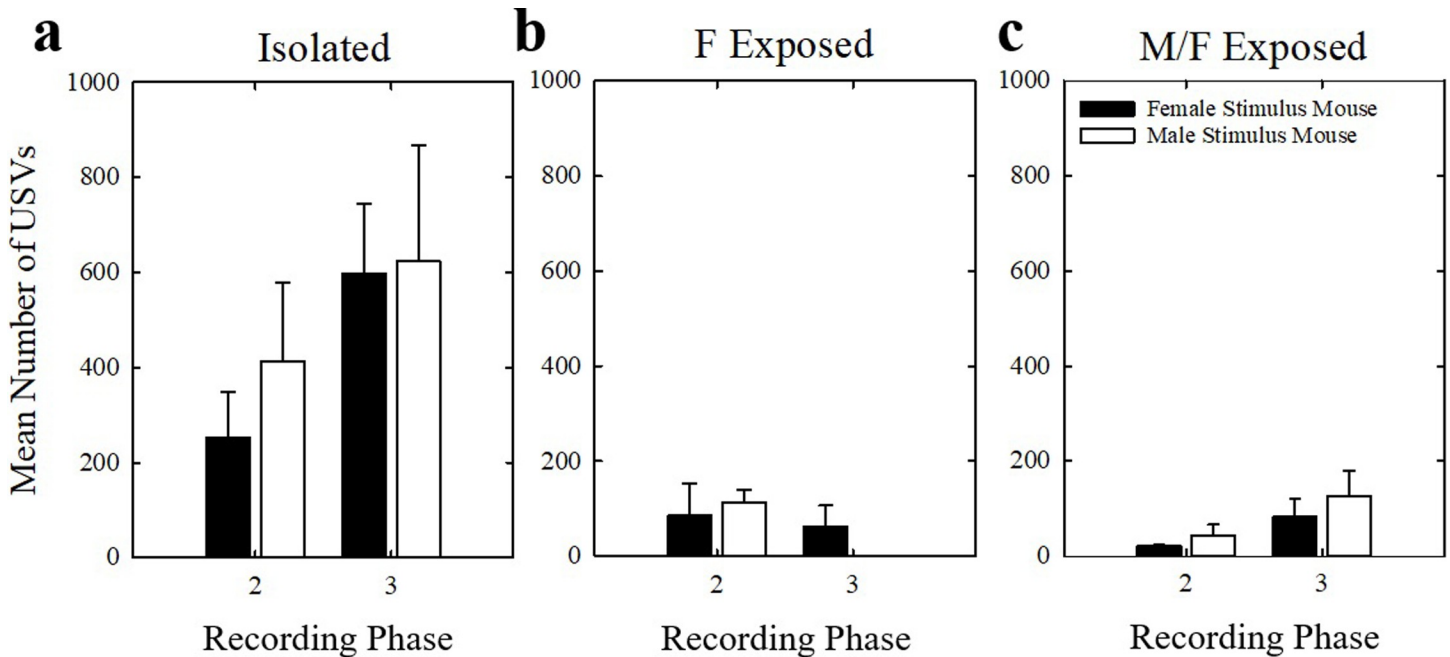 a
Isolated
Mean Number of USVs
1000
800
600
400
200
0
2 3
Recording Phase
b
F Exposed
1000
800
600
400
200
0
2 3
Recording Phase
c
M/F Exposed
1000
800
600
400
200
0
Female Stimulus Mouse
Male Stimulus Mouse
2 3
Recording Phase